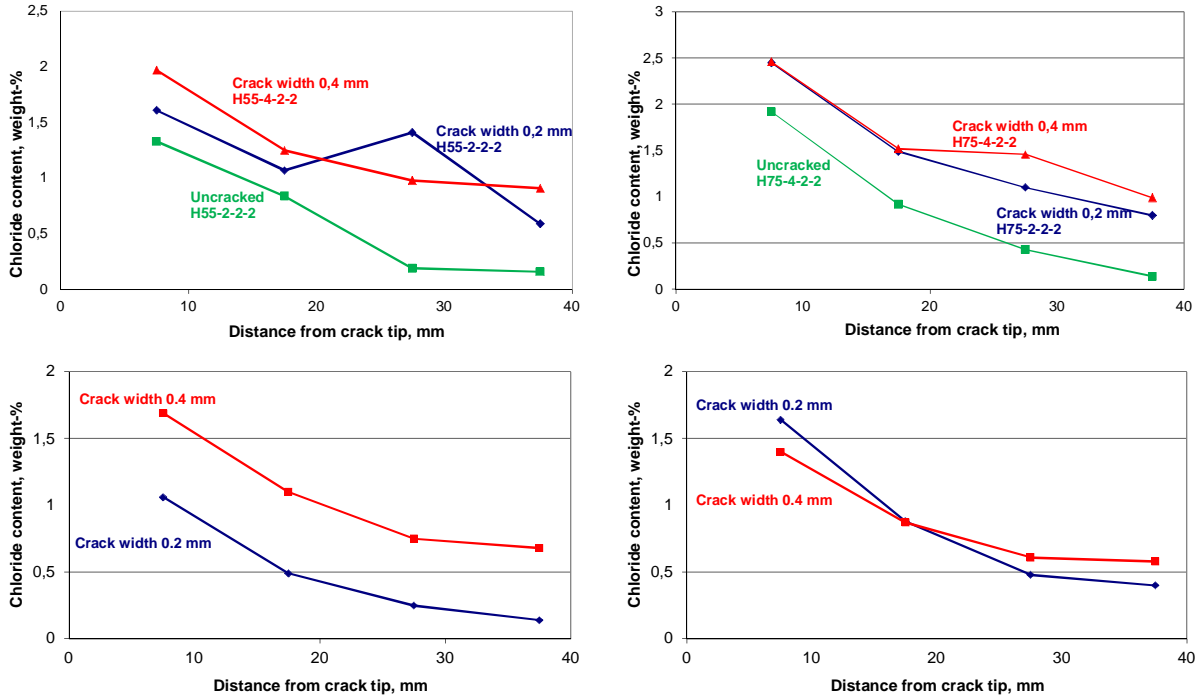 2,5
2
1,5
1
0,5
0
0
10
20
30
40
Chloride content, weight-%
Distance from crack tip, mm
Crack width 0,4 mm
H55-4-2-2
Crack width 0,2 mm
H55-2-2-2
Uncracked
H55-2-2-2
3
2,5
2
1,5
1
0,5
0
0
10
20
30
40
Chloride content, weight-%
Distance from crack tip, mm
Crack width 0,4 mm
H75-4-2-2
Uncracked
H75-4-2-2
Crack width 0,2 mm
H75-2-2-2
2
1,5
1
0,5
0
0
10
20
30
40
Chloride content, weight-%
Distance from crack tip, mm
Crack width 0.4 mm
Crack width 0.2 mm
2
1,5
1
0,5
0
0
10
20
30
40
Chloride content, weight-%
Distance from crack tip, mm
Crack width 0.2 mm
Crack width 0.4 mm